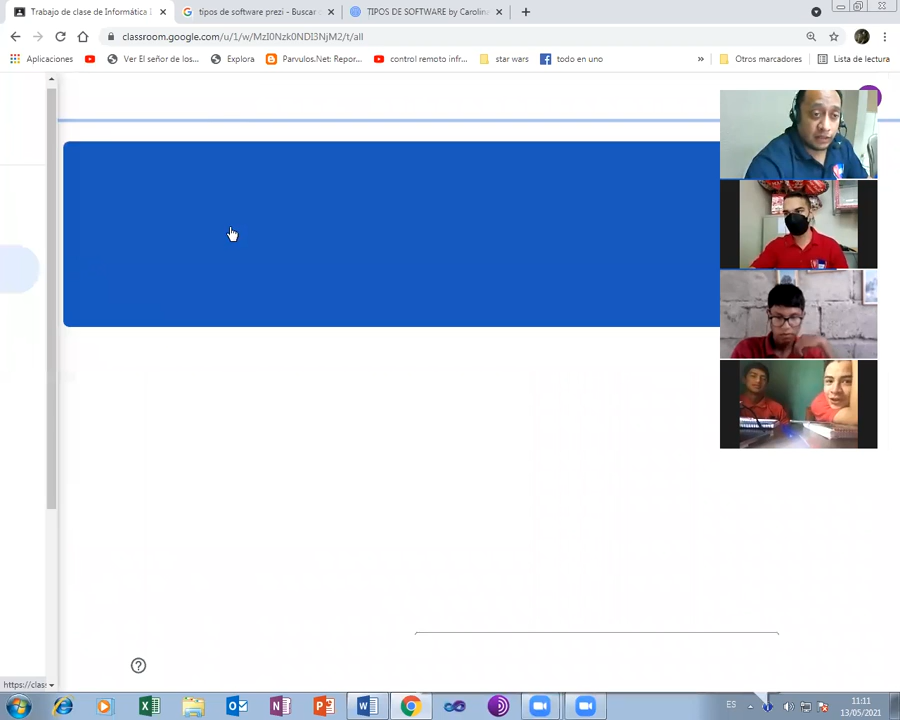 Trabajo de clase de Informática I
tipos de software prezi - Buscar c
TIPOS DE SOFTWARE by Carolina
classroom.google.com/u/1/w/MzI0Nzk0NDI3NjM2/t/all
Aplicaciones
Ver El señor de los...
Explora
Parvulos.Net: Repor...
control remoto infr...
star wars
todo en uno
»
Otros marcadores
Lista de lectura
https://class
ES
11:11
13/05/2021